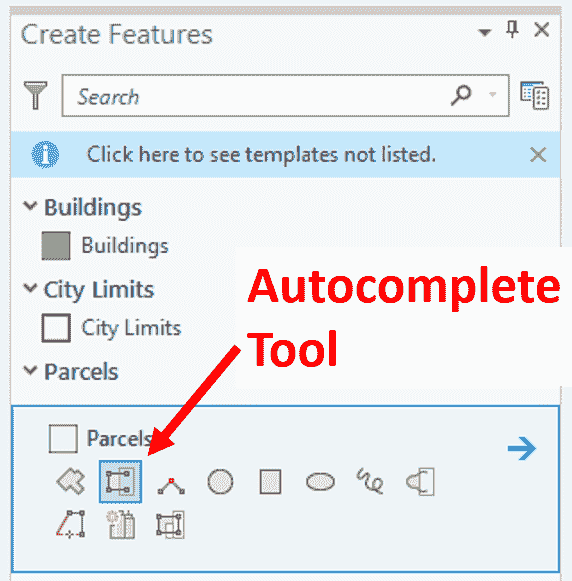 Create Features
Search
Click here to see templates not listed.
Buildings
Buildings
City Limits
City Limits
Autocomplete
Tool
Parcels
Parcels